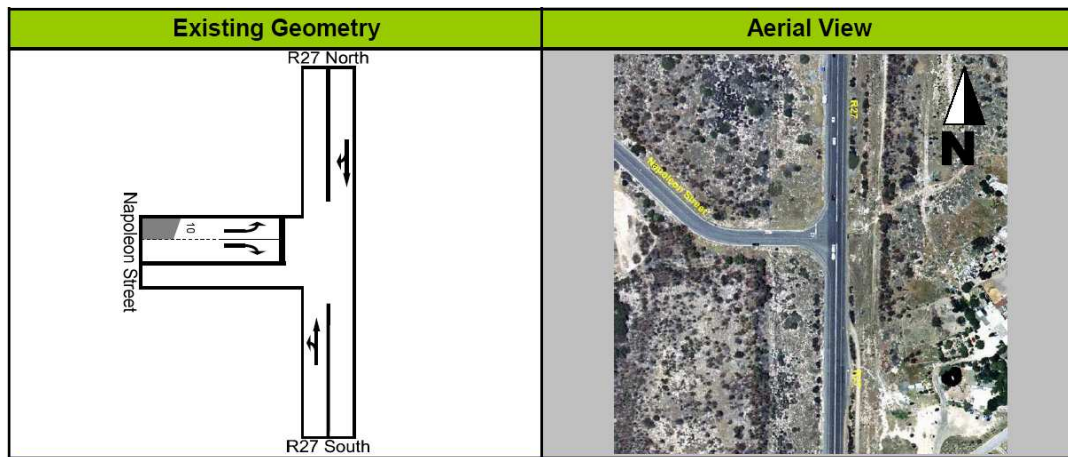 Existing Geometry
Aerial View
R27 North
Napoleon Street
10
R27 South
R27
Napoleon Street
N